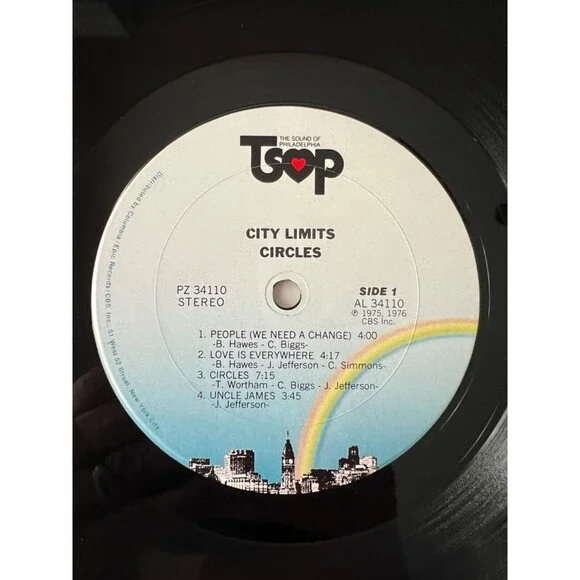 THE SOUND OF
PHILADELPHIA
TSOP
CITY LIMITS
CIRCLES
PZ 34110
STEREO
SIDE 1
AL 34110
℗ 1975, 1976
CBS Inc.
1. PEOPLE (WE NEED A CHANGE) 4:00
-B. Hawes - C. Biggs-
2. LOVE IS EVERYWHERE 4:17
-B. Hawes - J. Jefferson - C. Simmons-
3. CIRCLES 7:15
-T. Wortham - C. Biggs - J. Jefferson-
4. UNCLE JAMES 3:45
-J. Jefferson-
Distributed by Columbia/Epic Records/CBS, Inc., 51 West 52 Street, New York City